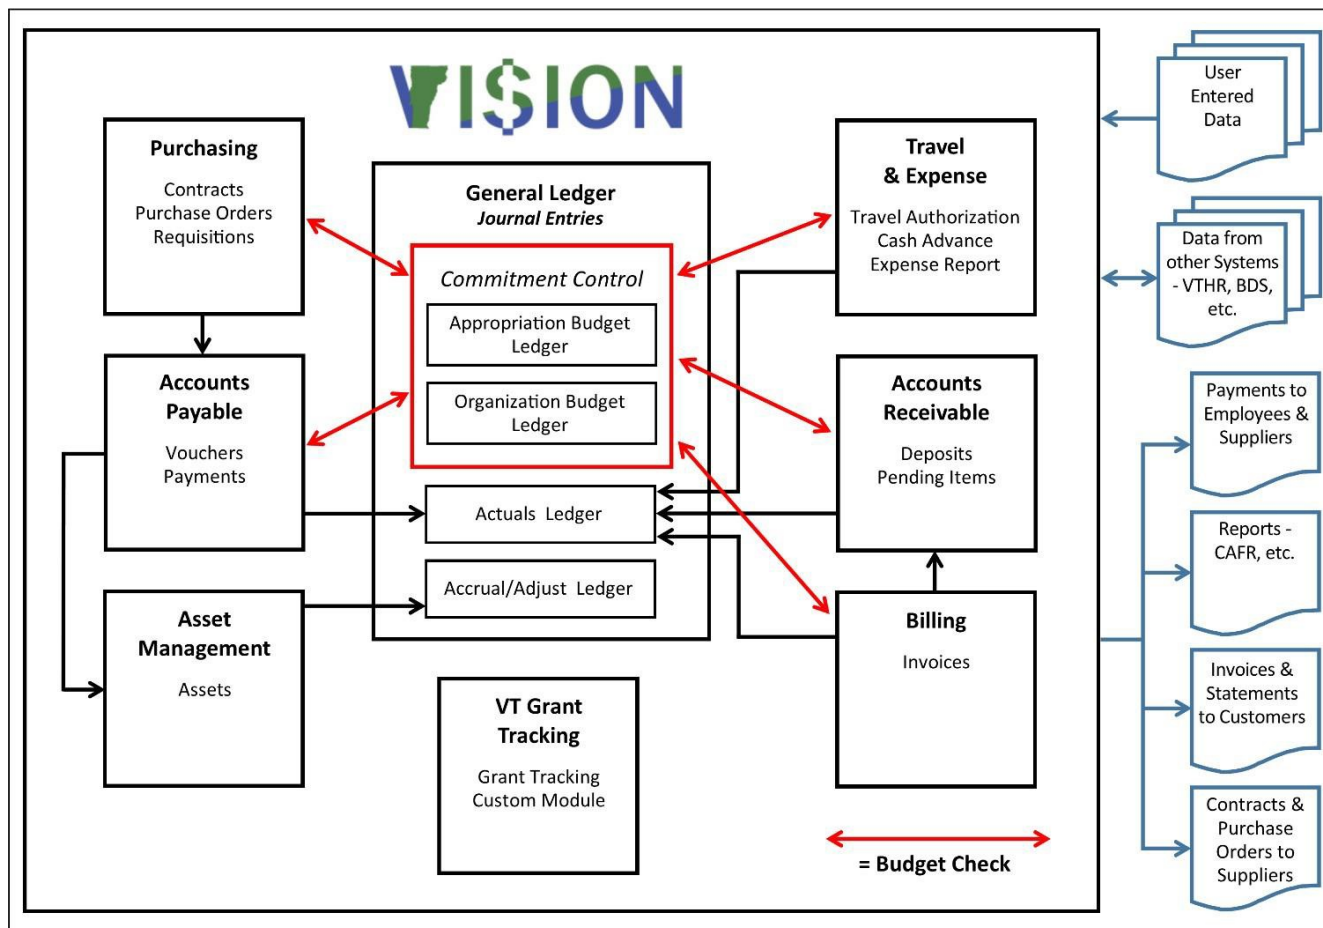 VI$ION
Purchasing
Contracts
Purchase Orders
Requisitions
General Ledger
Journal Entries
Commitment Control
Appropriation Budget
Ledger
Organization Budget
Ledger
Actuals Ledger
Accrual/Adjust Ledger
Travel
& Expense
Travel Authorization
Cash Advance
Expense Report
Accounts
Payable
Vouchers
Payments
Accounts
Receivable
Deposits
Pending Items
Asset
Management
Assets
VT Grant
Tracking
Grant Tracking
Custom Module
Billing
Invoices
= Budget Check
User
Entered
Data
Data from
other Systems
- VTHR, BDS,
etc.
Payments to
Employees &
Suppliers
Reports -
CAFR, etc.
Invoices &
Statements
to Customers
Contracts &
Purchase
Orders to
Suppliers